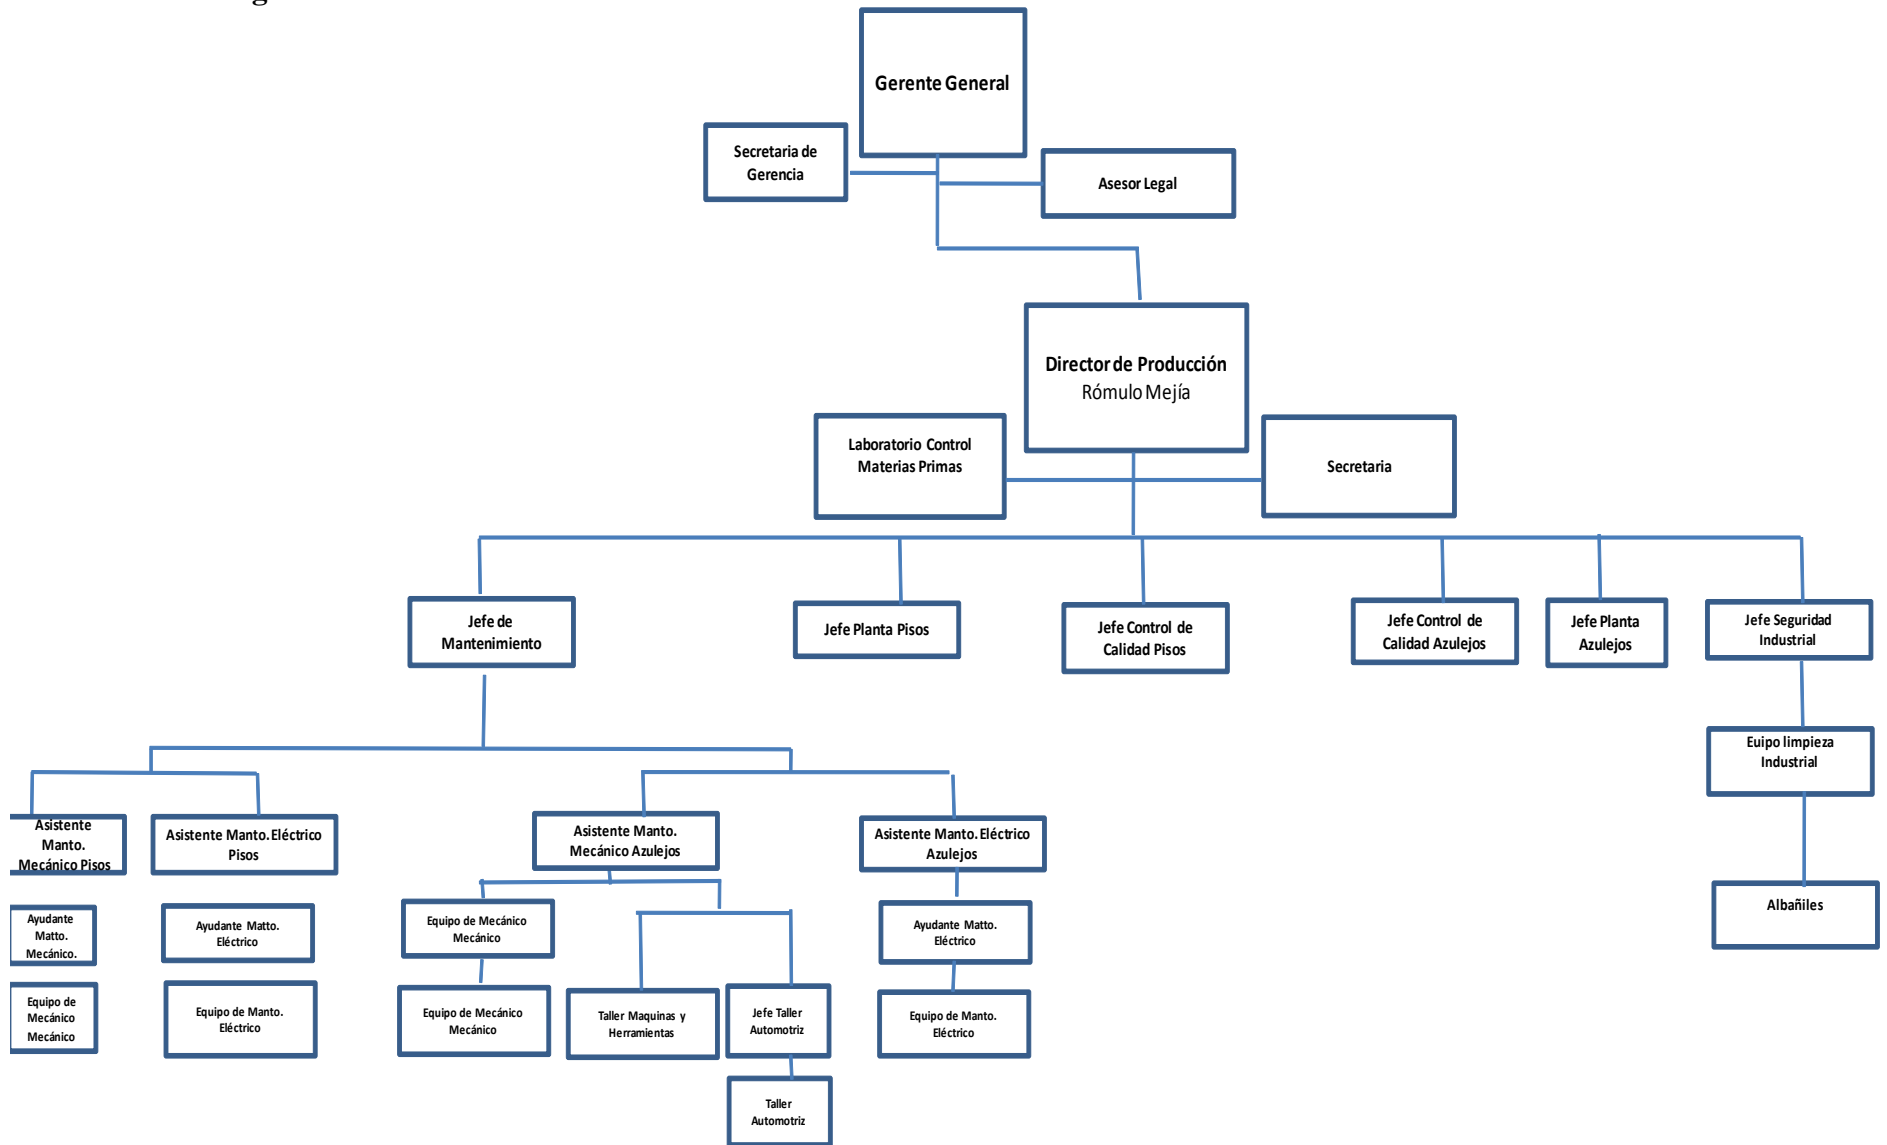 Gerente General
Secretaria de
Gerencia
Asesor Legal
Director de Producción
Rómulo Mejía
Laboratorio Control
Materias Primas
Secretaria
Jefe de
Mantenimiento
Jefe Planta Pisos
Jefe Control de
Calidad Pisos
Jefe Control de
Calidad Azulejos
Jefe Planta
Azulejos
Jefe Seguridad
Industrial
Euipo limpieza
Industrial
Asistente
Manto.
Mecánico Pisos
Asistente Manto. Eléctrico
Pisos
Asistente Manto.
Mecánico Azulejos
Asistente Manto. Eléctrico
Azulejos
Ayudante
Matto.
Mecánico.
Ayudante Matto.
Eléctrico
Equipo de Mecánico
Mecánico
Ayudante Matto.
Eléctrico
Albañiles
Equipo de
Mecánico
Mecánico
Equipo de Manto.
Eléctrico
Equipo de Mecánico
Mecánico
Taller Maquinas y
Herramientas
Jefe Taller
Automotriz
Equipo de Manto.
Eléctrico
Taller
Automotriz